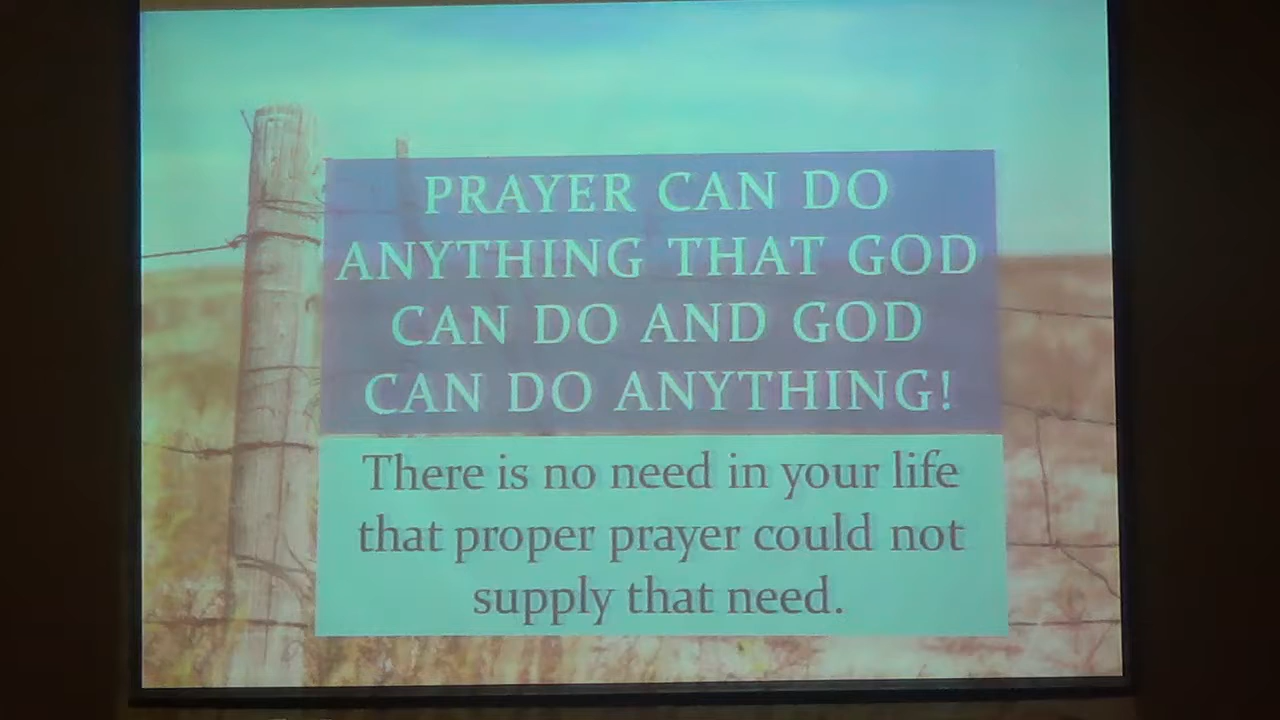 PRAYER CAN DO
ANYTHING THAT GOD
CAN DO AND GOD
CAN DO ANYTHING!
There is no need in your life
that proper prayer could not
supply that need.